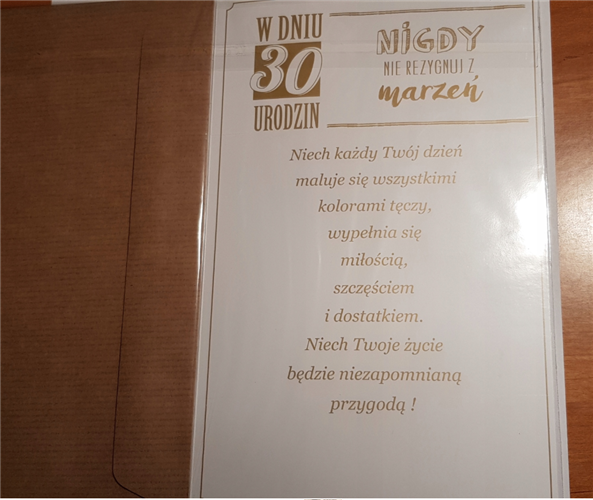 W DNIU
30
URODZIN
NiGDY
NIE REZYGNUJ Z
marzeń
Niech każdy Twój dzień
maluje się wszystkimi
kolorami tęczy,
wypełnia się
miłością,
szczęściem
i dostatkiem.
Niech Twoje życie
będzie niezapomnianą
przygodą !